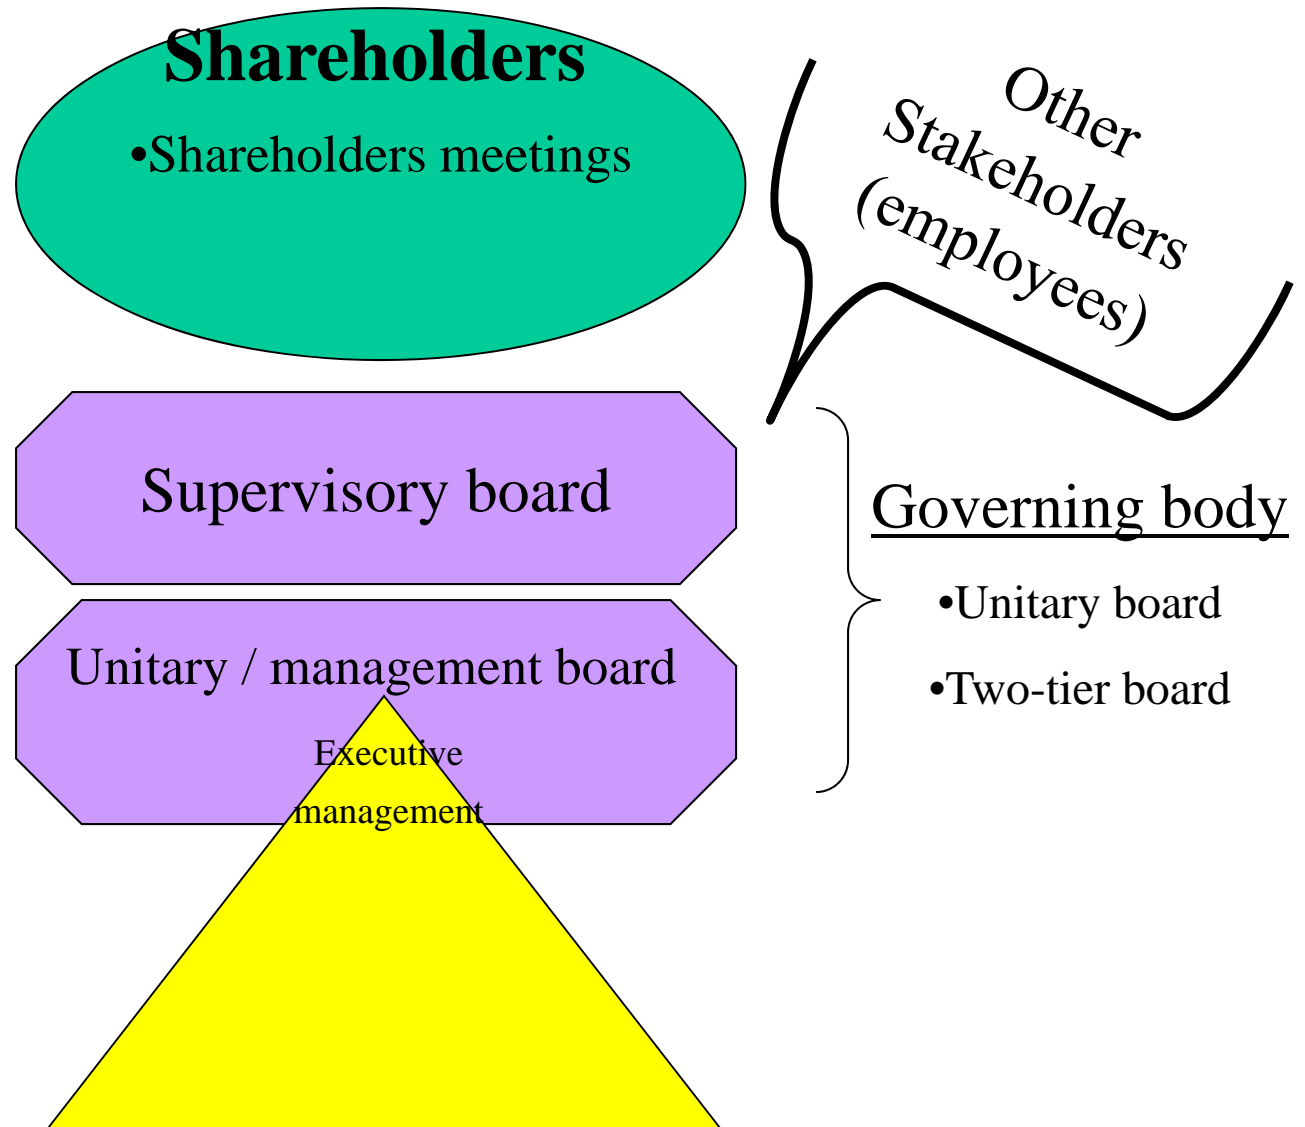 Shareholders
•Shareholders meetings
Other
Stakeholders
(employees)
Supervisory board
Governing body
•Unitary board
•Two-tier board
Unitary / management board
Executive
management